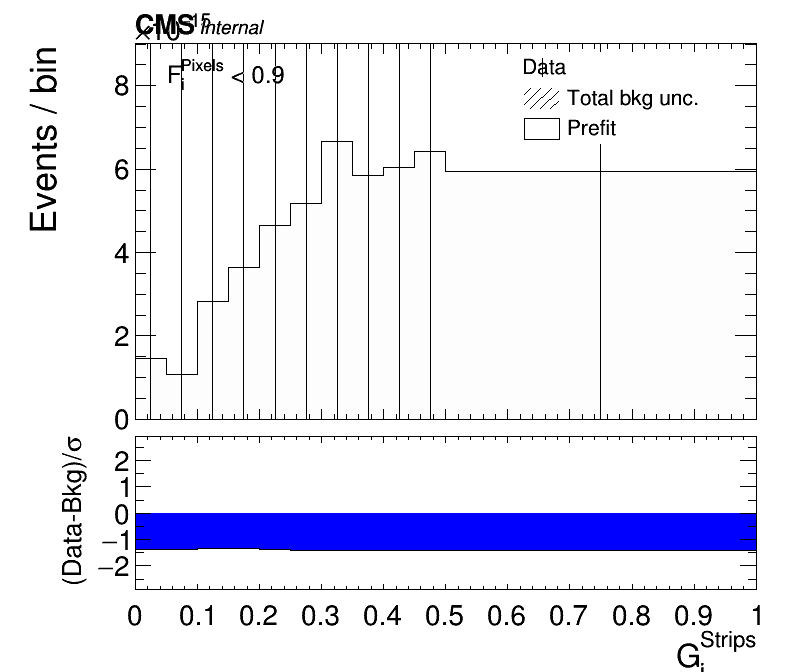 CMS Internal
×10^15
F_i^Pixels < 0.9
Data
Total bkg unc.
Prefit
Events / bin
8
6
4
2
0
(Data-Bkg)/σ
2
1
0
−1
−2
0 0.1 0.2 0.3 0.4 0.5 0.6 0.7 0.8 0.9 1
G_i^Strips